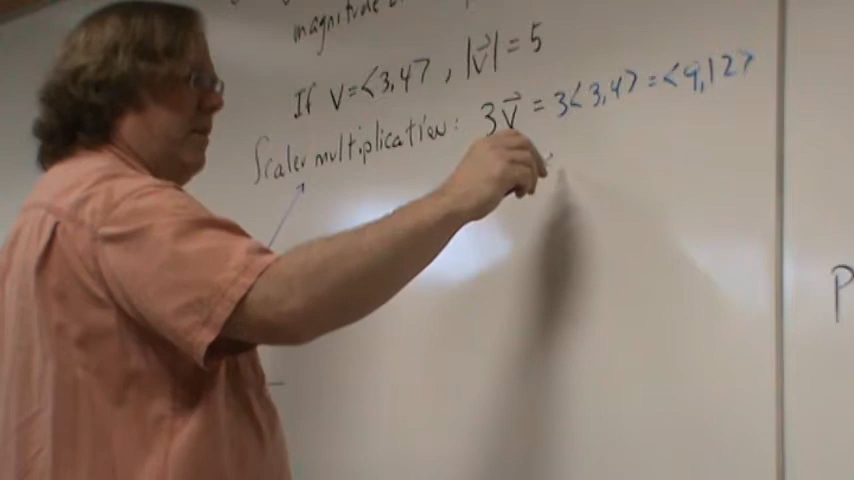 magnitude
If v = <3,4> , |v⃗| = 5
Scaler multiplication: 3v⃗ = 3<3,4> = <9,12>
P